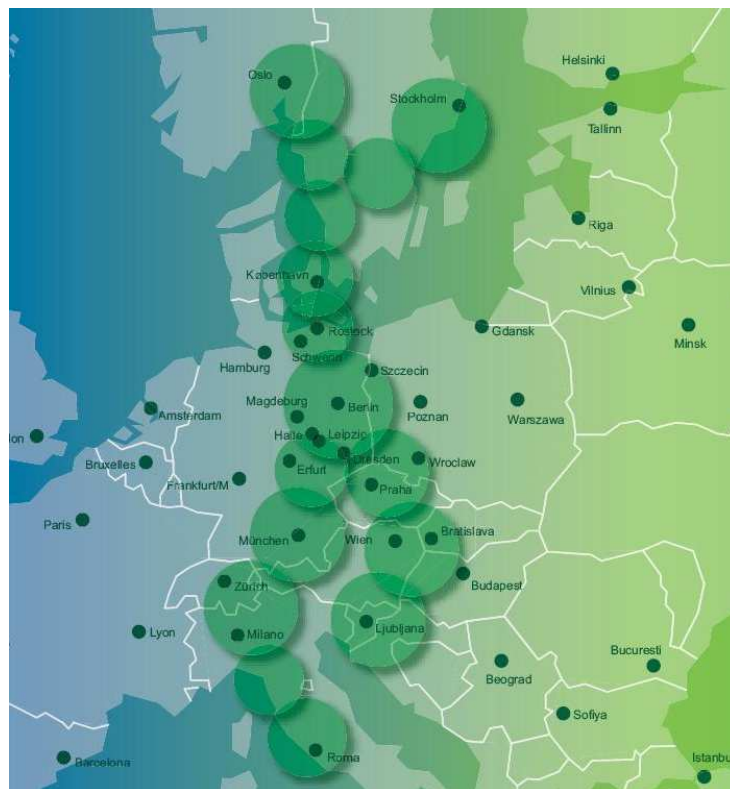 Helsinki
Oslo
Stockholm
Tallinn
Riga
København
Vilnius
Rostock
Gdansk
Minsk
Schwerin
Hamburg
Szczecin
Magdeburg
Berlin
Poznan
Warszawa
Amsterdam
Halle
Leipzig
don
Dresden
Wroclaw
Bruxelles
Erfurt
Frankfurt/M
Praha
Paris
München
Wien
Bratislava
Zürich
Budapest
Lyon
Milano
Ljubljana
Bucuresti
Beograd
Sofiya
Roma
Barcelona
Istanbu